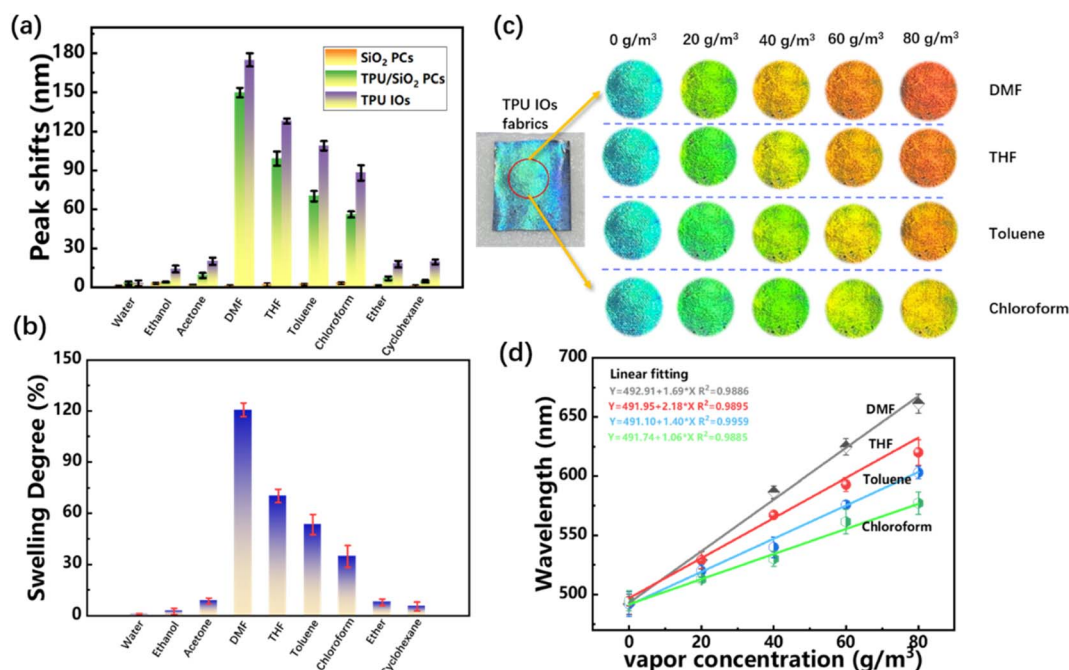 (a)
Peak shifts (nm)
180
150
120
90
60
30
0
SiO₂ PCs
TPU/SiO₂ PCs
TPU IOs
Water
Ethanol
Acetone
DMF
THF
Toluene
Chloroform
Ether
Cyclohexane
(b)
Swelling Degree (%)
150
120
90
60
30
0
Water
Ethanol
Acetone
DMF
THF
Toluene
Chloroform
Ether
Cyclohexane
(c)
0 g/m³ 20 g/m³ 40 g/m³ 60 g/m³ 80 g/m³
TPU IOs
fabrics
DMF
THF
Toluene
Chloroform
(d)
Wavelength (nm)
700
650
600
550
500
Linear fitting
Y=492.91+1.69*X R²=0.9886
Y=491.95+2.18*X R²=0.9895
Y=491.10+1.40*X R²=0.9959
Y=491.74+1.06*X R²=0.9885
DMF
THF
Toluene
Chloroform
0 20 40 60 80
vapor concentration (g/m³)